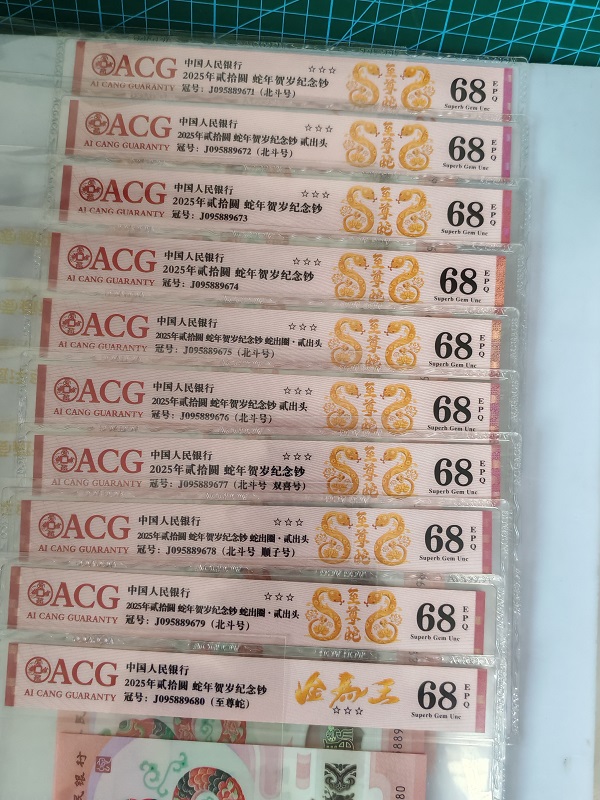 ACG
AI CANG GUARANTY
中国人民银行
☆☆☆
2025年贰拾圆 蛇年贺岁纪念钞
冠号：J095889671（北斗号）
至尊蛇
68 EPQ
Superb Gem Unc
ACG
AI CANG GUARANTY
中国人民银行
☆☆☆
2025年贰拾圆 蛇年贺岁纪念钞 贰出头
冠号：J095889672（北斗号）
至尊蛇
68 EPQ
Superb Gem Unc
ACG
AI CANG GUARANTY
中国人民银行
☆☆☆
2025年贰拾圆 蛇年贺岁纪念钞
冠号：J095889673
至尊蛇
68 EPQ
Superb Gem Unc
ACG
AI CANG GUARANTY
中国人民银行
☆☆☆
2025年贰拾圆 蛇年贺岁纪念钞
冠号：J095889674
至尊蛇
68 EPQ
Superb Gem Unc
ACG
AI CANG GUARANTY
中国人民银行
☆☆☆
2025年贰拾圆 蛇年贺岁纪念钞 蛇出圈·贰出头
冠号：J095889675（北斗号）
至尊蛇
68 EPQ
Superb Gem Unc
ACG
AI CANG GUARANTY
中国人民银行
☆☆☆
2025年贰拾圆 蛇年贺岁纪念钞 贰出头
冠号：J095889676（北斗号）
至尊蛇
68 EPQ
Superb Gem Unc
ACG
AI CANG GUARANTY
中国人民银行
☆☆☆
2025年贰拾圆 蛇年贺岁纪念钞
冠号：J095889677（北斗号 双喜号）
至尊蛇
68 EPQ
Superb Gem Unc
ACG
AI CANG GUARANTY
中国人民银行
☆☆☆
2025年贰拾圆 蛇年贺岁纪念钞 蛇出圈·贰出头
冠号：J095889678（北斗号 顺子号）
至尊蛇
68 EPQ
Superb Gem Unc
ACG
AI CANG GUARANTY
中国人民银行
☆☆☆
2025年贰拾圆 蛇年贺岁纪念钞 蛇出圈·贰出头
冠号：J095889679（北斗号）
至尊蛇
68 EPQ
Superb Gem Unc
ACG
AI CANG GUARANTY
中国人民银行
2025年贰拾圆 蛇年贺岁纪念钞
冠号：J095889680（至尊蛇）
☆☆☆
68 EPQ
Superb Gem Unc
民银行